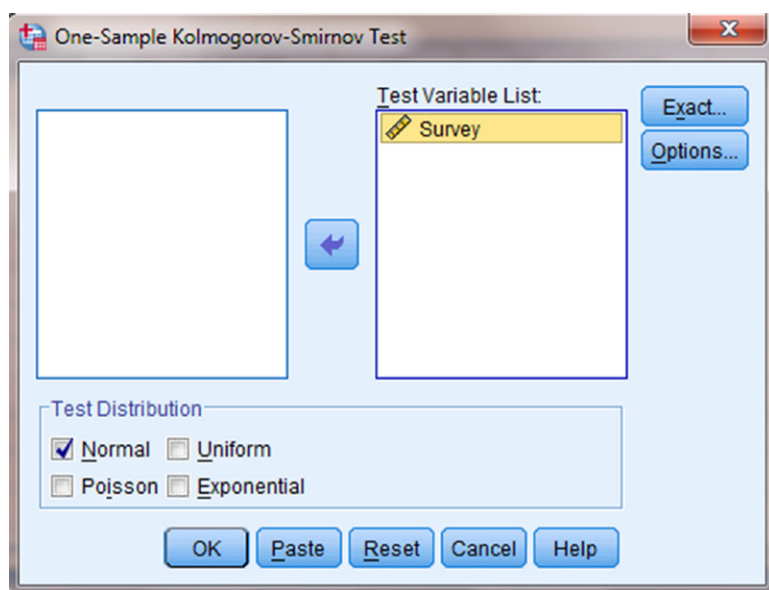 One-Sample Kolmogorov-Smirnov Test
Test Variable List:
Survey
Exact...
Options...
Test Distribution
Normal Uniform
Poisson Exponential
OK Paste Reset Cancel Help